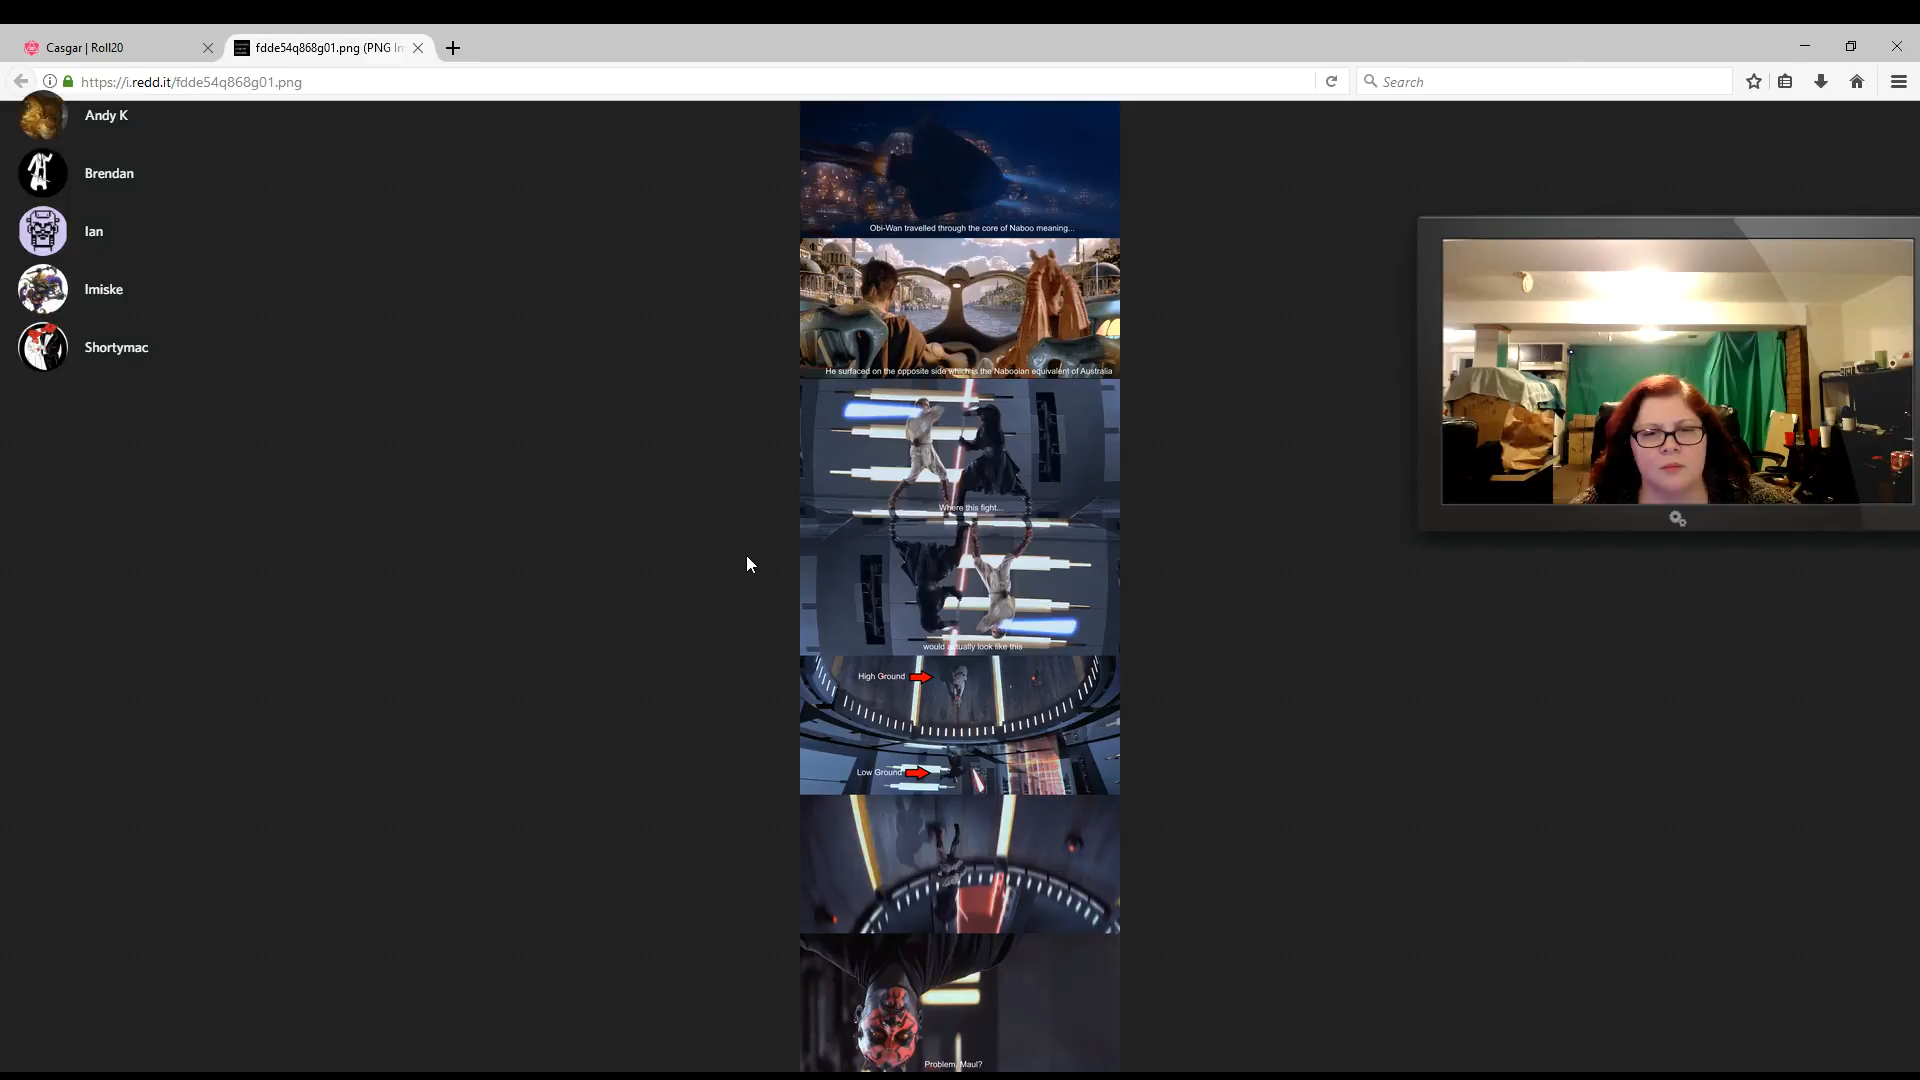 Casgar | Roll20
fdde54q868g01.png (PNG Im
https://i.redd.it/fdde54q868g01.png
Search
Andy K
Brendan
Ian
Imiske
Shortymac
Obi-Wan travelled through the core of Naboo meaning...
He surfaced on the opposite side which is the Nabooian equivalent of Australia
Where this fight...
would actually look like this
High Ground
Low Ground
Problem, Maul?